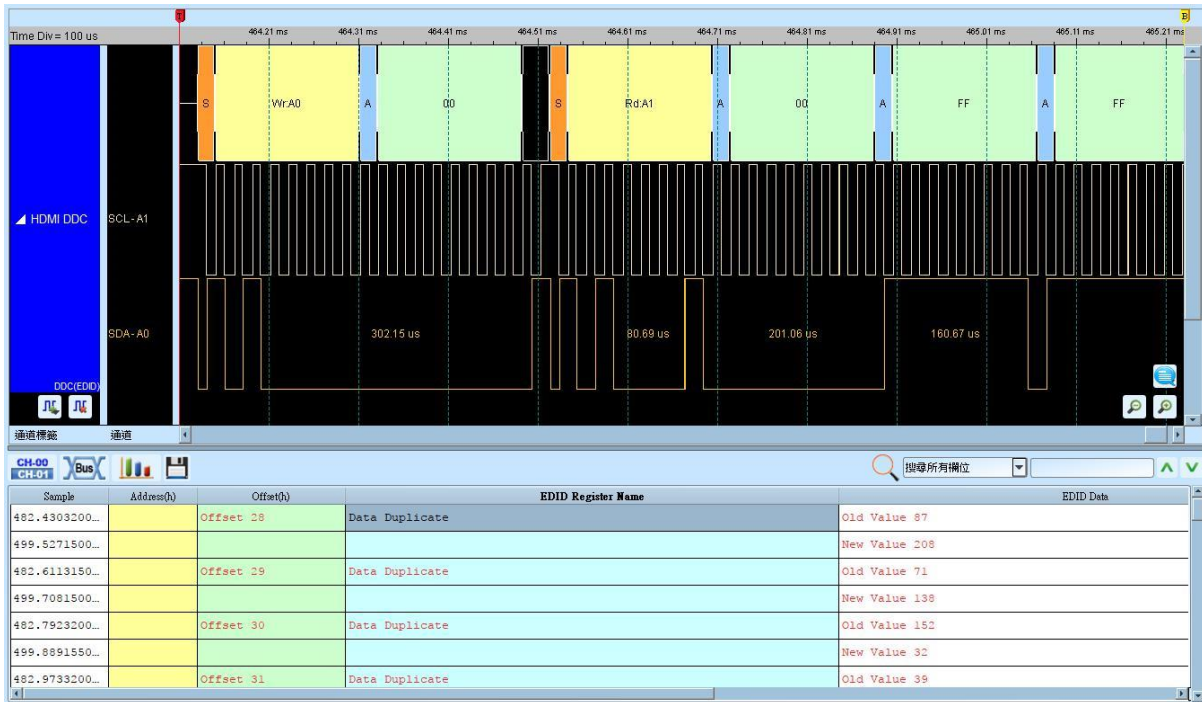 T
B
Time Div = 100 us
464.21 ms 464.31 ms 464.41 ms 464.51 ms 464.61 ms 464.71 ms 464.81 ms 464.91 ms 465.01 ms 465.11 ms 465.21 ms
S Wr:A0 A 00 S Rd:A1 A 00 A FF A FF
HDMI DDC SCL-A1
SDA-A0 302.15 us 80.69 us 201.06 us 160.67 us
DDC(EDID)
通道標籤 通道
CH-00
CH-01
Bus
搜尋所有欄位
Sample Address(h) Offset(h) EDID Register Name EDID Data
482.4303200... Offset 28 Data Duplicate Old Value 87
499.5271500... New Value 208
482.6113150... Offset 29 Data Duplicate Old Value 71
499.7081500... New Value 138
482.7923200... Offset 30 Data Duplicate Old Value 152
499.8891550... New Value 32
482.9733200... Offset 31 Data Duplicate Old Value 39